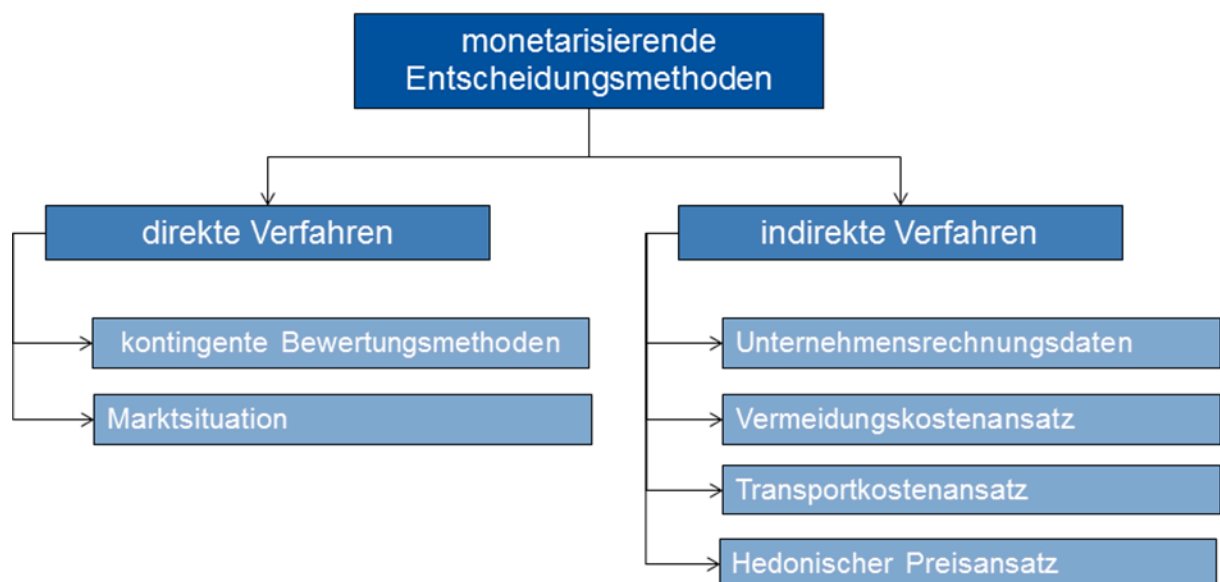 monetarisierende
Entscheidungsmethoden
direkte Verfahren
indirekte Verfahren
kontingente Bewertungsmethoden
Unternehmensrechnungsdaten
Marktsituation
Vermeidungskostenansatz
Transportkostenansatz
Hedonischer Preisansatz